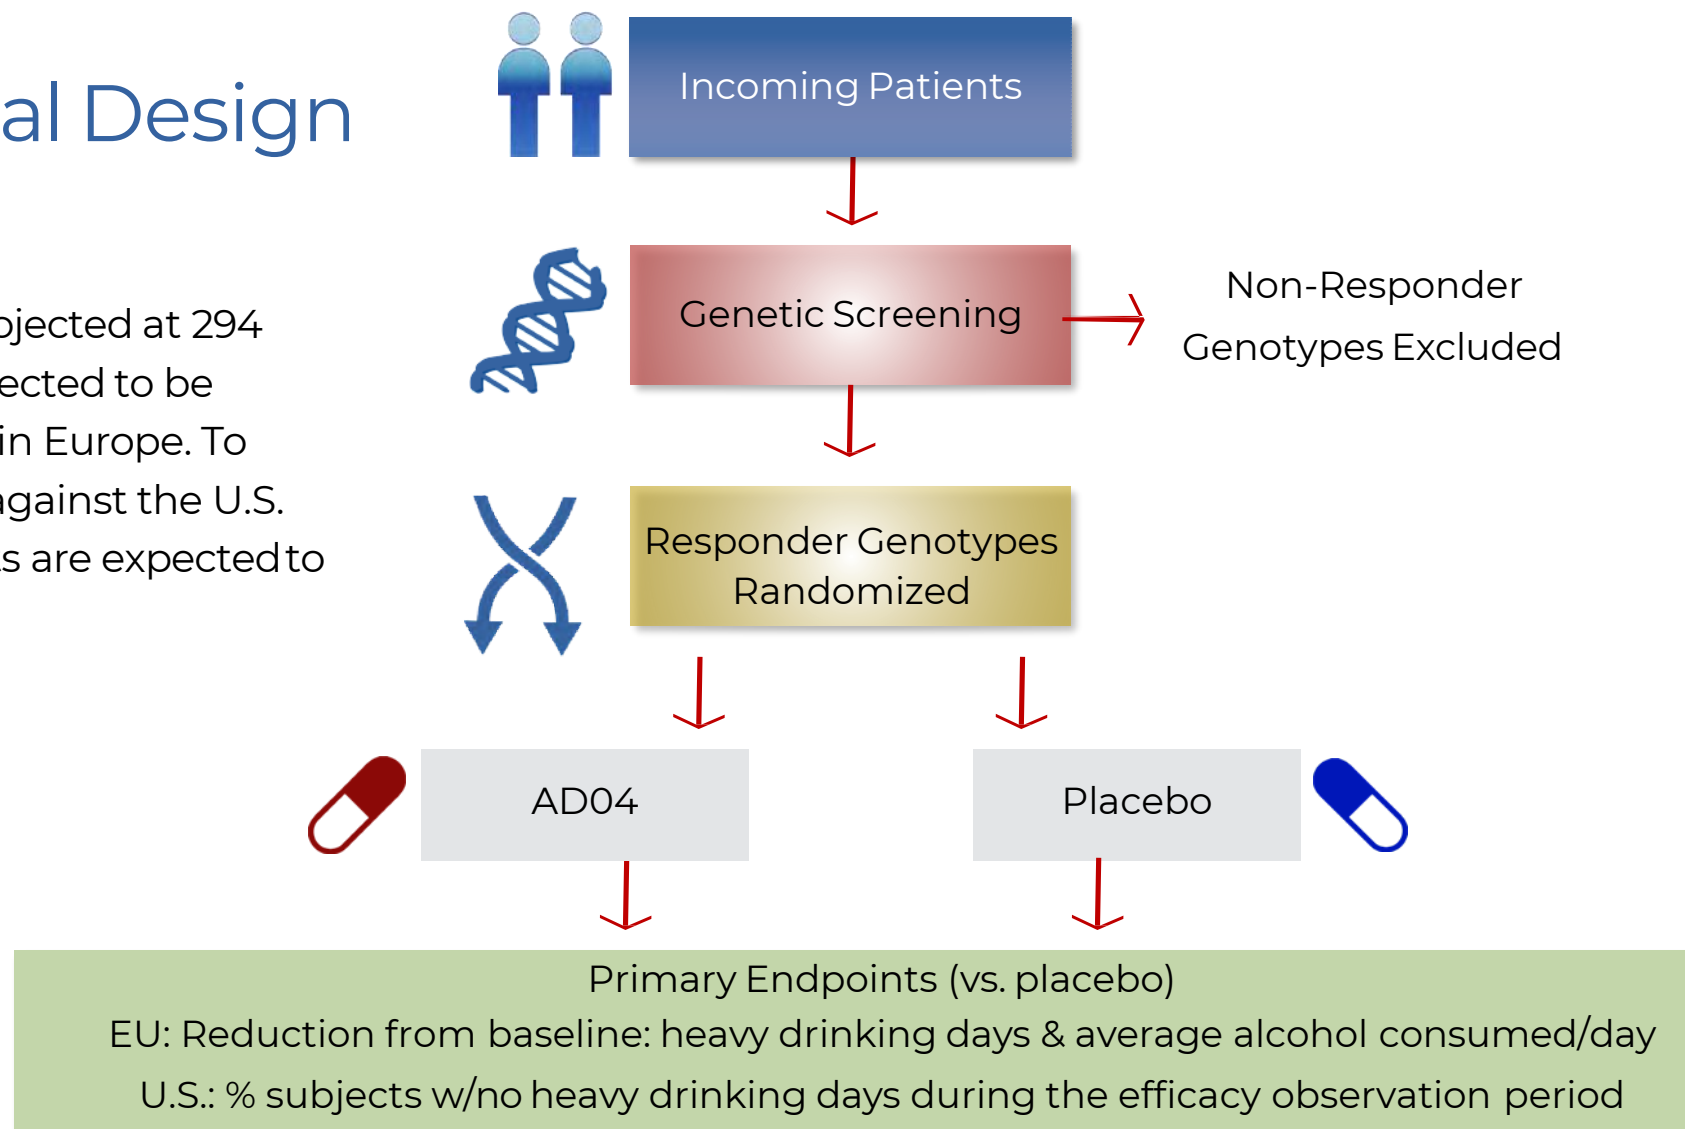 al Design
ojected at 294
ected to be
in Europe. To
against the U.S.
ts are expected to
Incoming Patients
Genetic Screening
Non-Responder
Genotypes Excluded
Responder Genotypes
Randomized
AD04
Placebo
Primary Endpoints (vs. placebo)
EU: Reduction from baseline: heavy drinking days & average alcohol consumed/day
U.S.: % subjects w/no heavy drinking days during the efficacy observation period